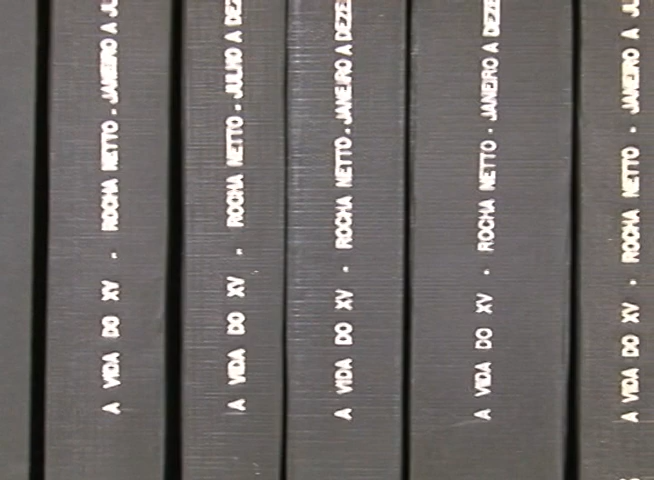 A VIDA DO XV - ROCHA NETTO - JANEIRO A JU
A VIDA DO XV - ROCHA NETTO - JULHO A DEZE
A VIDA DO XV - ROCHA NETTO - JANEIRO A DEZE
A VIDA DO XV - ROCHA NETTO - JANEIRO A DEZE
A VIDA DO XV - ROCHA NETTO - JANEIRO A JU